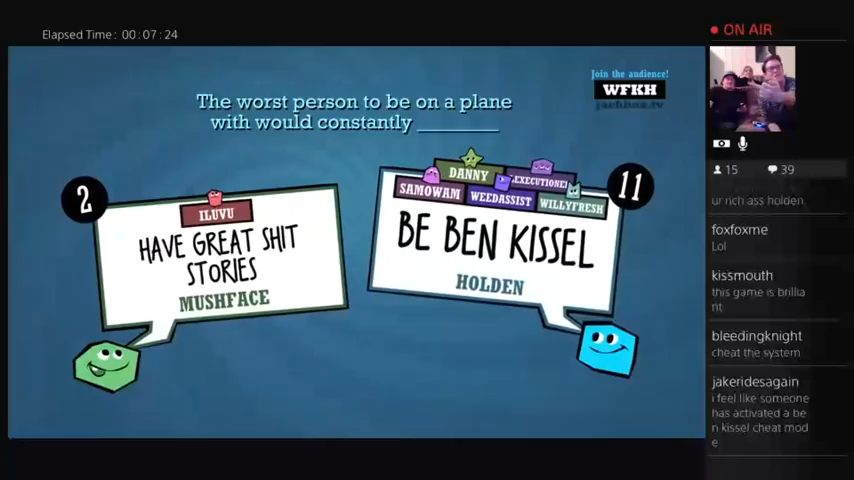 Elapsed Time: 00:07:24
ON AIR
Join the audience!
WFKH
jackbox.tv
The worst person to be on a plane
with would constantly ________
2
ILUVU
HAVE GREAT SHIT
STORIES
MUSHFACE
DANNY
EXECUTIONE
SAMOWAM
WEEDASSIST
WILLYFRESH
11
BE BEN KISSEL
HOLDEN
15
39
ur rich ass holden
foxfoxme
Lol
kissmouth
this game is brillia
nt
bleedingknight
cheat the system
jakeridesagain
i feel like someone
has activated a be
n kissel cheat mod
e